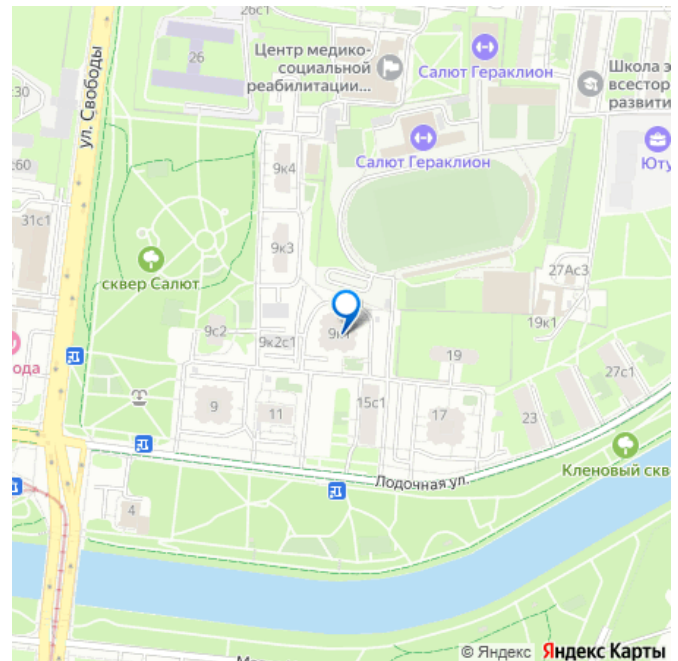 26с1
26
Центр медико-
социальной
реабилитации...
Салют Гераклион
Школа э
всестор
развити
ул. Свободы
30
260
31с1
9к4
Салют Гераклион
Юту
9к3
сквер Салют
27Ас3
19к1
9с2
9к2с1
ода
19
27с1
9
11
15с1
17
23
Кленовый скв
Лодочная ул.
4
© Яндекс Яндекс Карты